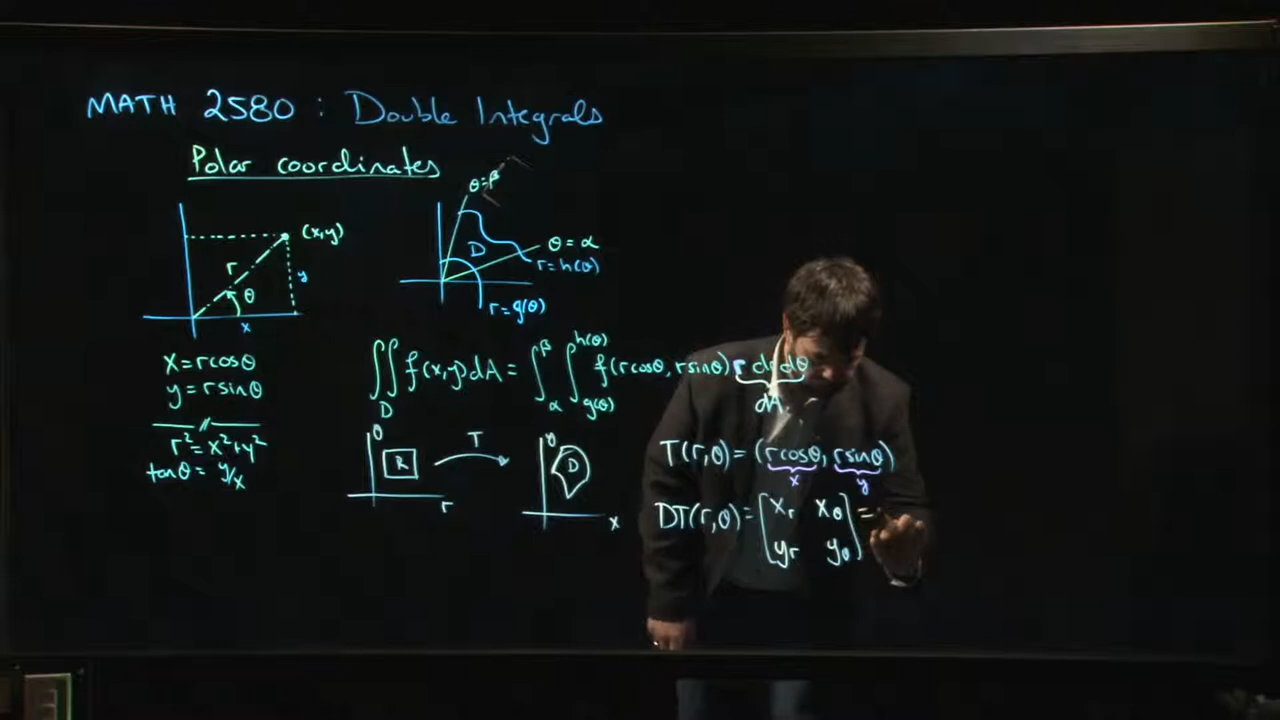 MATH 2580 : Double Integrals
Polar coordinates
(x,y)
r
θ
y
x
x=rcosθ
y=rsinθ
r²=x²+y²
tanθ= y/x
θ=β
D
θ=α
r=h(θ)
r=g(θ)
∬_D f(x,y)dA = ∫_α^β ∫_{g(θ)}^{h(θ)} f(rcosθ, rsinθ) r dr dθ
dA
θ
R
r
T
y
D
x
T(r,θ)=(rcosθ, rsinθ)
x y
DT(r,θ)=[x_r x_θ
y_r y_θ]=